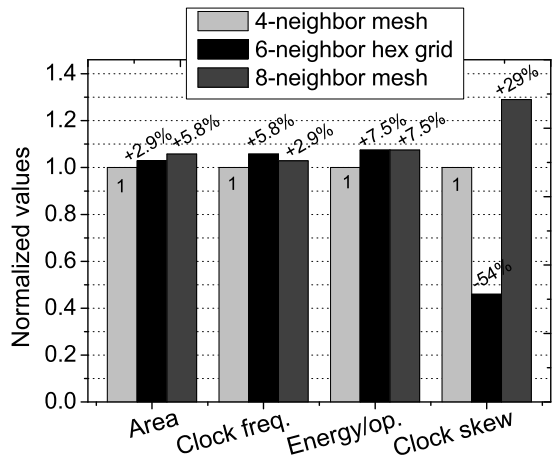 4-neighbor mesh
6-neighbor hex grid
8-neighbor mesh
Normalized values
1.4
1.2
1.0
0.8
0.6
0.4
0.2
0.0
1
+2.9%
+5.8%
1
+5.8%
+2.9%
1
+7.5%
+7.5%
1
-54%
+29%
Area
Clock freq.
Energy/op.
Clock skew